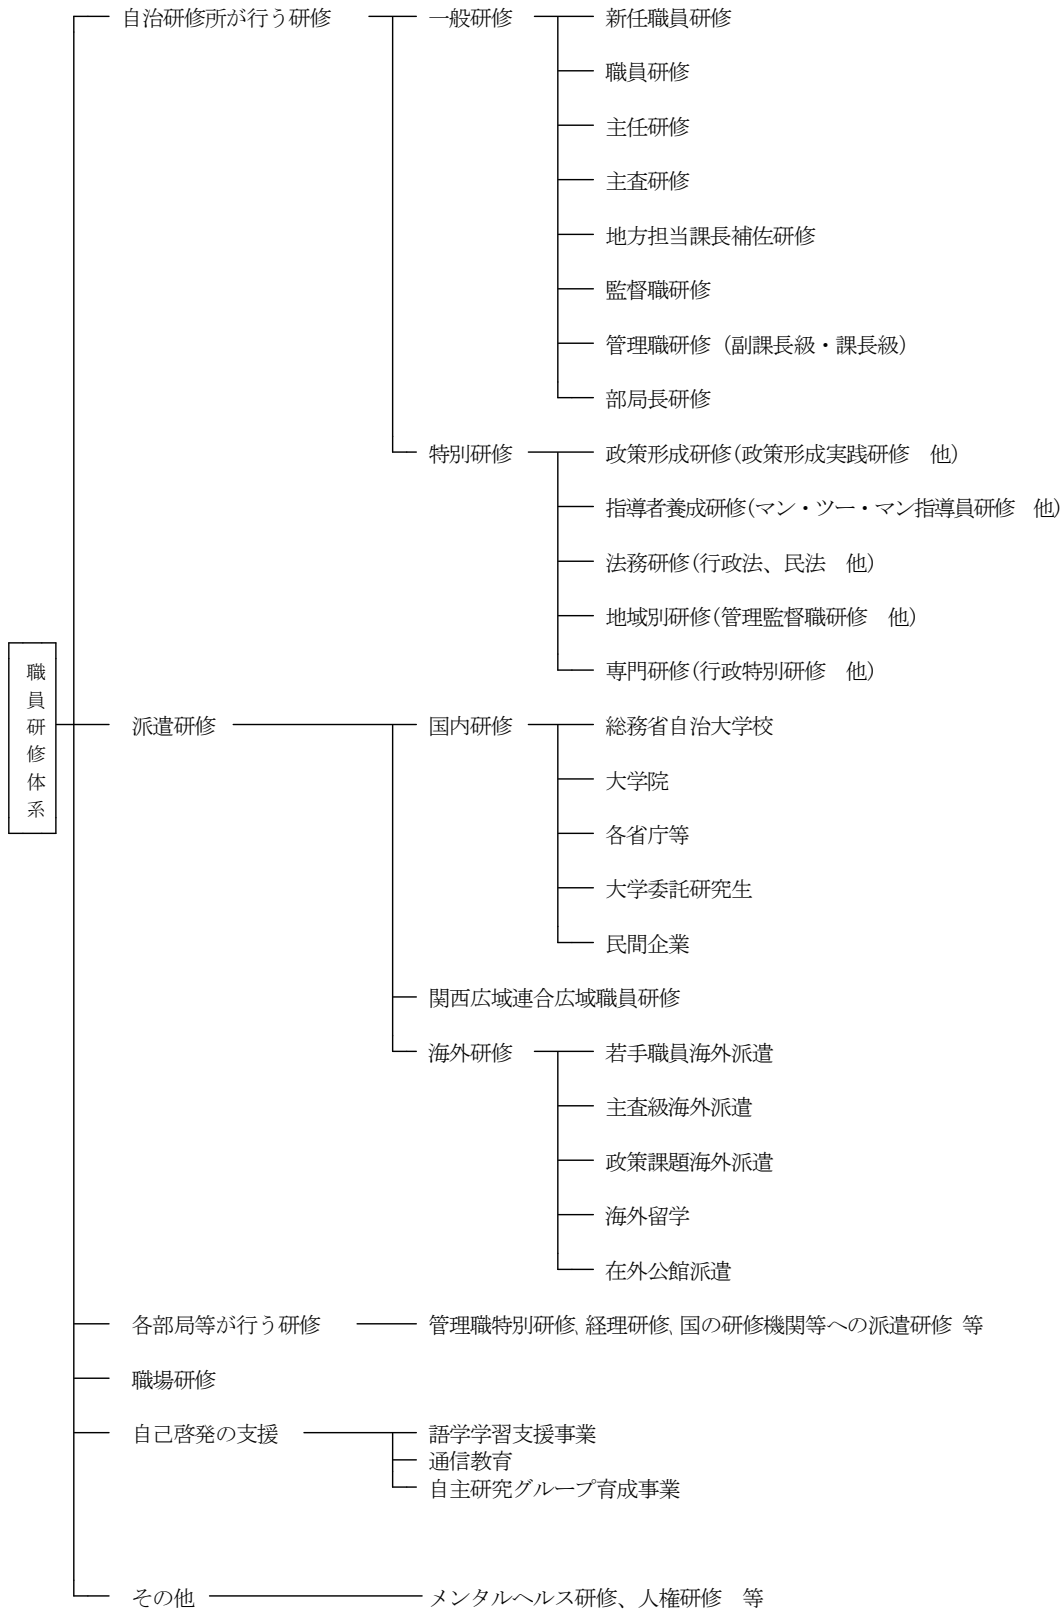 自治研修所が行う研修
一般研修
新任職員研修
職員研修
主任研修
主査研修
地方担当課長補佐研修
監督職研修
管理職研修（副課長級・課長級）
部局長研修
特別研修
政策形成研修(政策形成実践研修　他)
指導者養成研修(マン・ツー・マン指導員研修　他)
法務研修(行政法、民法　他)
地域別研修(管理監督職研修　他)
専門研修(行政特別研修　他)
職員研修体系
派遣研修
国内研修
総務省自治大学校
大学院
各省庁等
大学委託研究生
民間企業
関西広域連合広域職員研修
海外研修
若手職員海外派遣
主査級海外派遣
政策課題海外派遣
海外留学
在外公館派遣
各部局等が行う研修
管理職特別研修、経理研修、国の研修機関等への派遣研修 等
職場研修
自己啓発の支援
語学学習支援事業
通信教育
自主研究グループ育成事業
その他
メンタルヘルス研修、人権研修　等